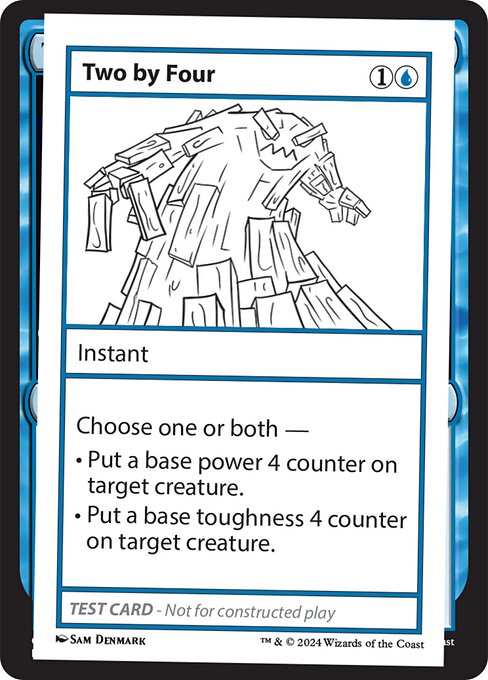 Two by Four
1
Instant
Choose one or both —
• Put a base power 4 counter on
target creature.
• Put a base toughness 4 counter
on target creature.
TEST CARD - Not for constructed play
SAM DENMARK
™ & © 2024 Wizards of the Coast
ast